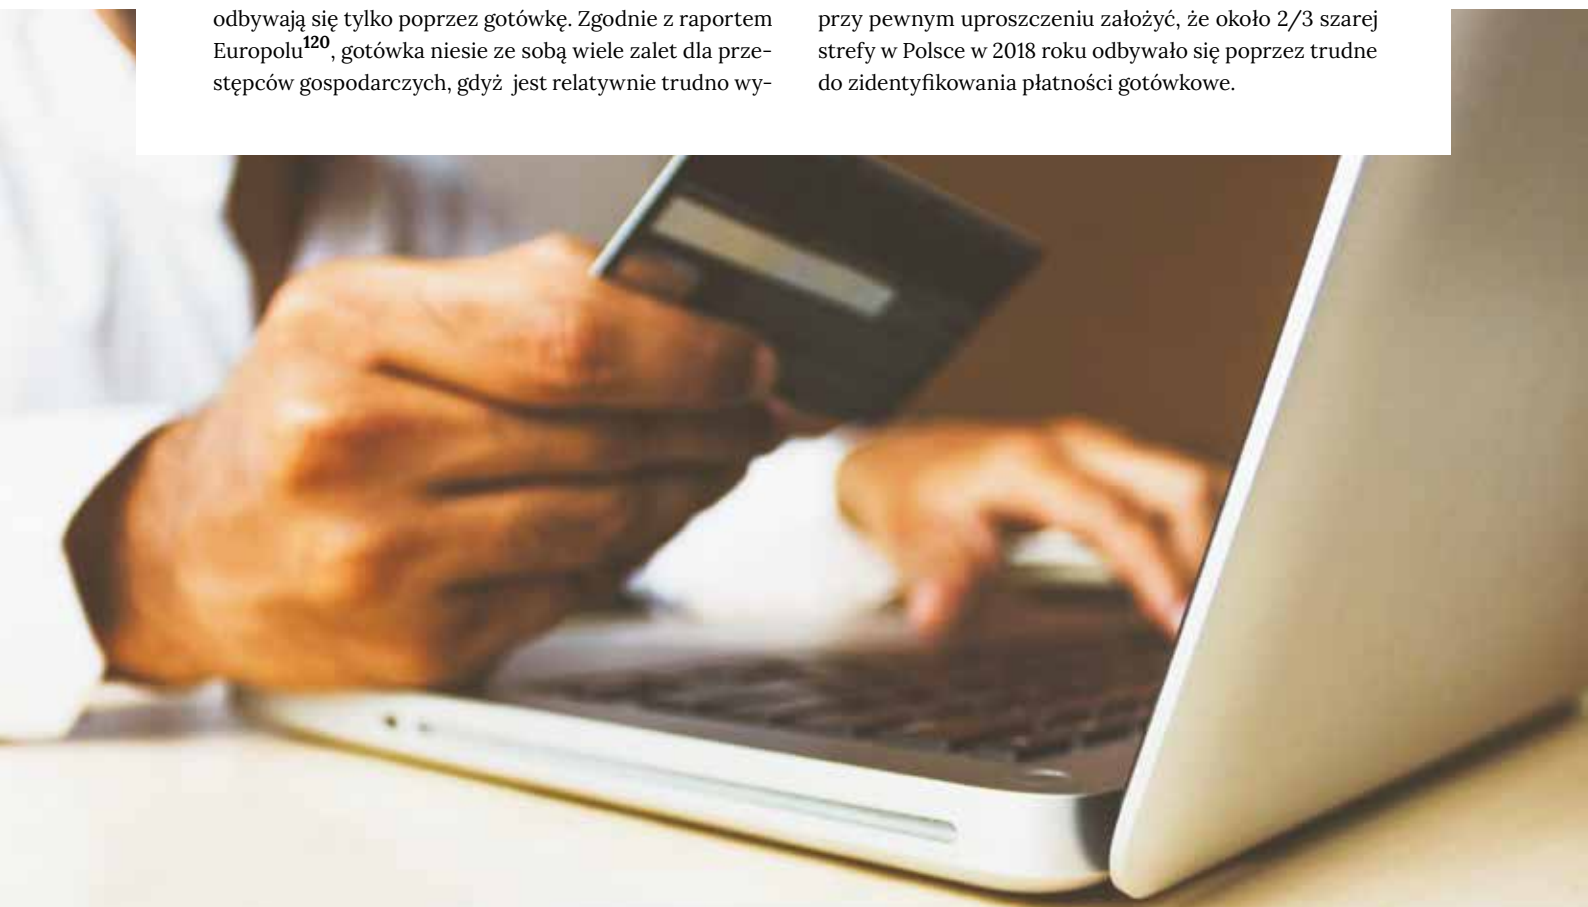 odbywają się tylko poprzez gotówkę. Zgodnie z raportem
Europolu120, gotówka niesie ze sobą wiele zalet dla prze-
stępców gospodarczych, gdyż jest relatywnie trudno wy-
przy pewnym uproszczeniu założyć, że około 2/3 szarej
strefy w Polsce w 2018 roku odbywało się poprzez trudne
do zidentyfikowania płatności gotówkowe.